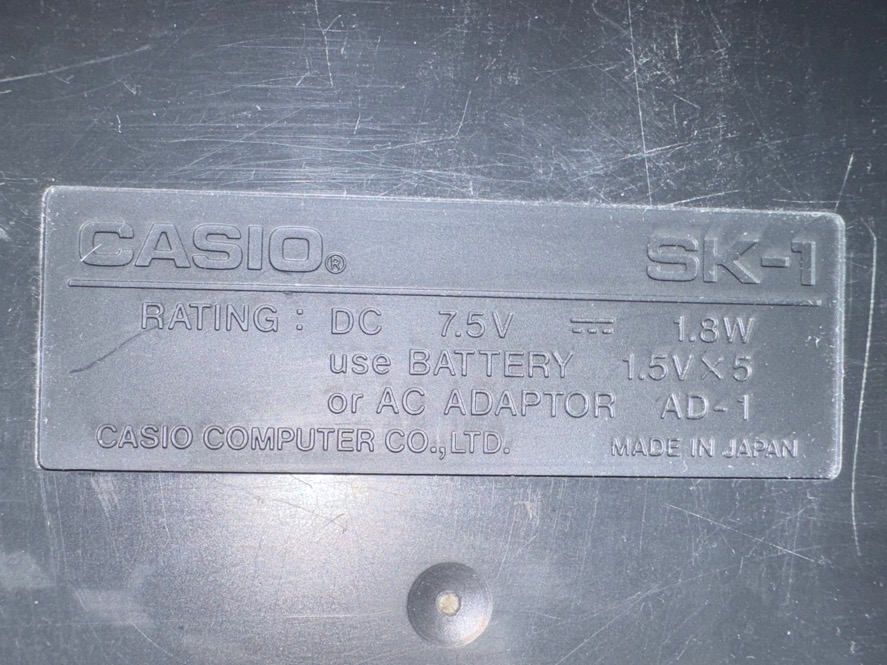 CASIO® SK-1
RATING : DC 7.5V ⎓ 1.8W
use BATTERY 1.5V×5
or AC ADAPTOR AD-1
CASIO COMPUTER CO.,LTD. MADE IN JAPAN